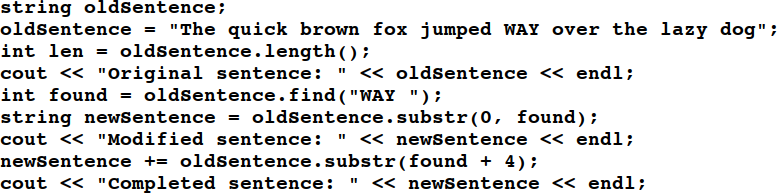 string oldSentence;
oldSentence = "The quick brown fox jumped WAY over the lazy dog";
int len = oldSentence.length();
cout << "Original sentence: " << oldSentence << endl;
int found = oldSentence.find("WAY ");
string newSentence = oldSentence.substr(0, found);
cout << "Modified sentence: " << newSentence << endl;
newSentence += oldSentence.substr(found + 4);
cout << "Completed sentence: " << newSentence << endl;